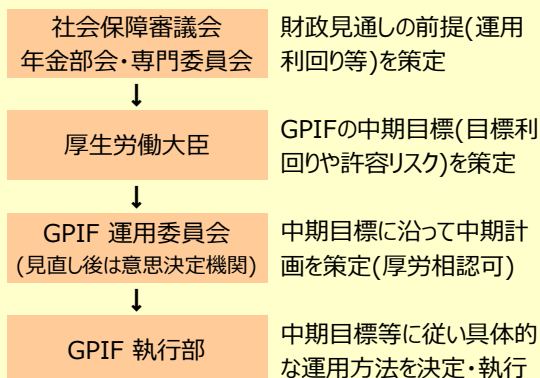 社会保障審議会
年金部会・専門委員会
財政見通しの前提(運用
利回り等)を策定
↓
厚生労働大臣
GPIFの中期目標(目標利
回りや許容リスク)を策定
↓
GPIF 運用委員会
(見直し後は意思決定機関)
中期目標に沿って中期計
画を策定(厚労相認可)
↓
GPIF 執行部
中期目標等に従い具体的
な運用方法を決定・執行